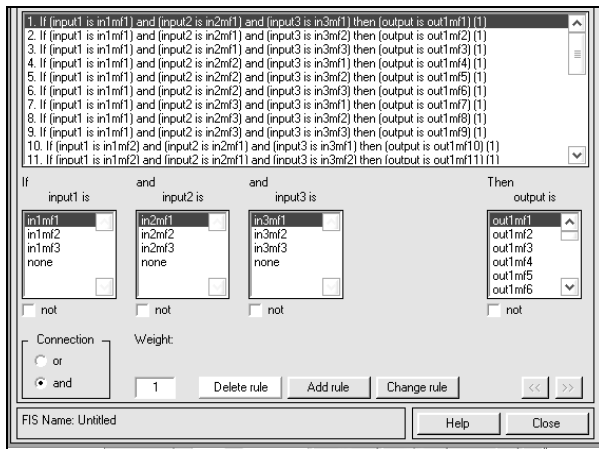 1. If (input1 is in1mf1) and (input2 is in2mf1) and (input3 is in3mf1) then (output is out1mf1) (1)
2. If (input1 is in1mf1) and (input2 is in2mf1) and (input3 is in3mf2) then (output is out1mf2) (1)
3. If (input1 is in1mf1) and (input2 is in2mf1) and (input3 is in3mf3) then (output is out1mf3) (1)
4. If (input1 is in1mf1) and (input2 is in2mf2) and (input3 is in3mf1) then (output is out1mf4) (1)
5. If (input1 is in1mf1) and (input2 is in2mf2) and (input3 is in3mf2) then (output is out1mf5) (1)
6. If (input1 is in1mf1) and (input2 is in2mf2) and (input3 is in3mf3) then (output is out1mf6) (1)
7. If (input1 is in1mf1) and (input2 is in2mf3) and (input3 is in3mf1) then (output is out1mf7) (1)
8. If (input1 is in1mf1) and (input2 is in2mf3) and (input3 is in3mf2) then (output is out1mf8) (1)
9. If (input1 is in1mf1) and (input2 is in2mf3) and (input3 is in3mf3) then (output is out1mf9) (1)
10. If (input1 is in1mf2) and (input2 is in2mf1) and (input3 is in3mf1) then (output is out1mf10) (1)
11. If (input1 is in1mf2) and (input2 is in2mf1) and (input3 is in3mf2) then (output is out1mf11) (1)
If and and Then
input1 is input2 is input3 is output is
in1mf1 in2mf1 in3mf1 out1mf1
in1mf2 in2mf2 in3mf2 out1mf2
in1mf3 in2mf3 in3mf3 out1mf3
none none none out1mf4
out1mf5
out1mf6
not not not not
Connection Weight:
or
and 1 Delete rule Add rule Change rule << >>
FIS Name: Untitled Help Close